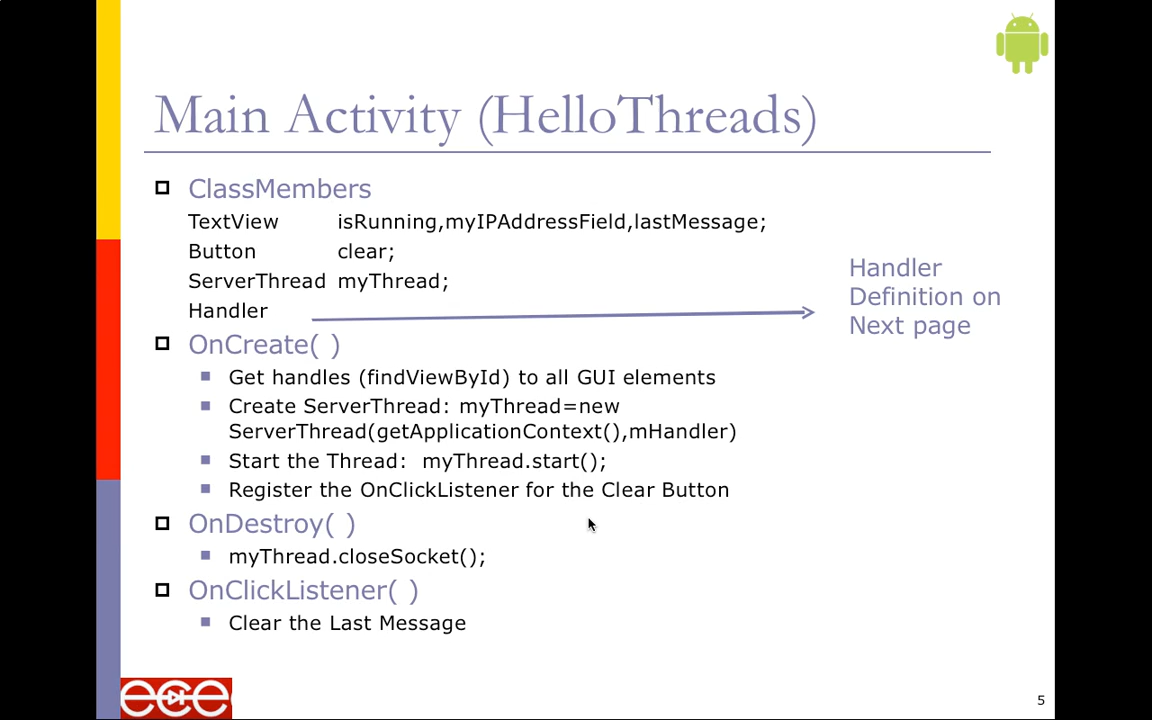 Main Activity (HelloThreads)
ClassMembers
TextView isRunning,myIPAddressField,lastMessage;
Button clear;
ServerThread myThread;
Handler
Handler
Definition on
Next page
OnCreate( )
Get handles (findViewById) to all GUI elements
Create ServerThread: myThread=new
ServerThread(getApplicationContext(),mHandler)
Start the Thread: myThread.start();
Register the OnClickListener for the Clear Button
OnDestroy( )
myThread.closeSocket();
OnClickListener( )
Clear the Last Message
ece
5